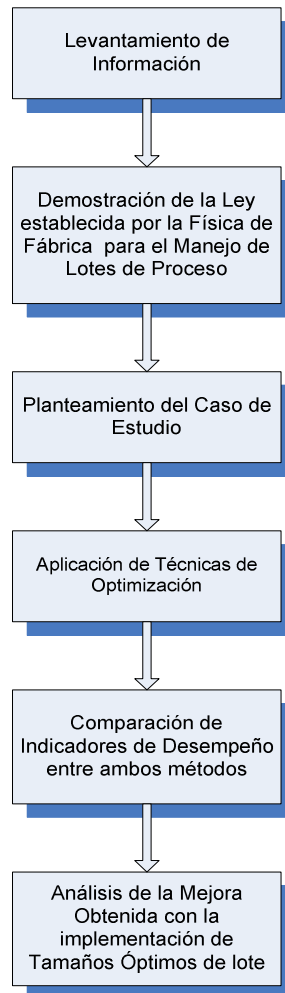 Levantamiento de
Información
Demostración de la Ley
establecida por la Física de
Fábrica para el Manejo de
Lotes de Proceso
Planteamiento del Caso de
Estudio
Aplicación de Técnicas de
Optimización
Comparación de
Indicadores de Desempeño
entre ambos métodos
Análisis de la Mejora
Obtenida con la
implementación de
Tamaños Óptimos de lote